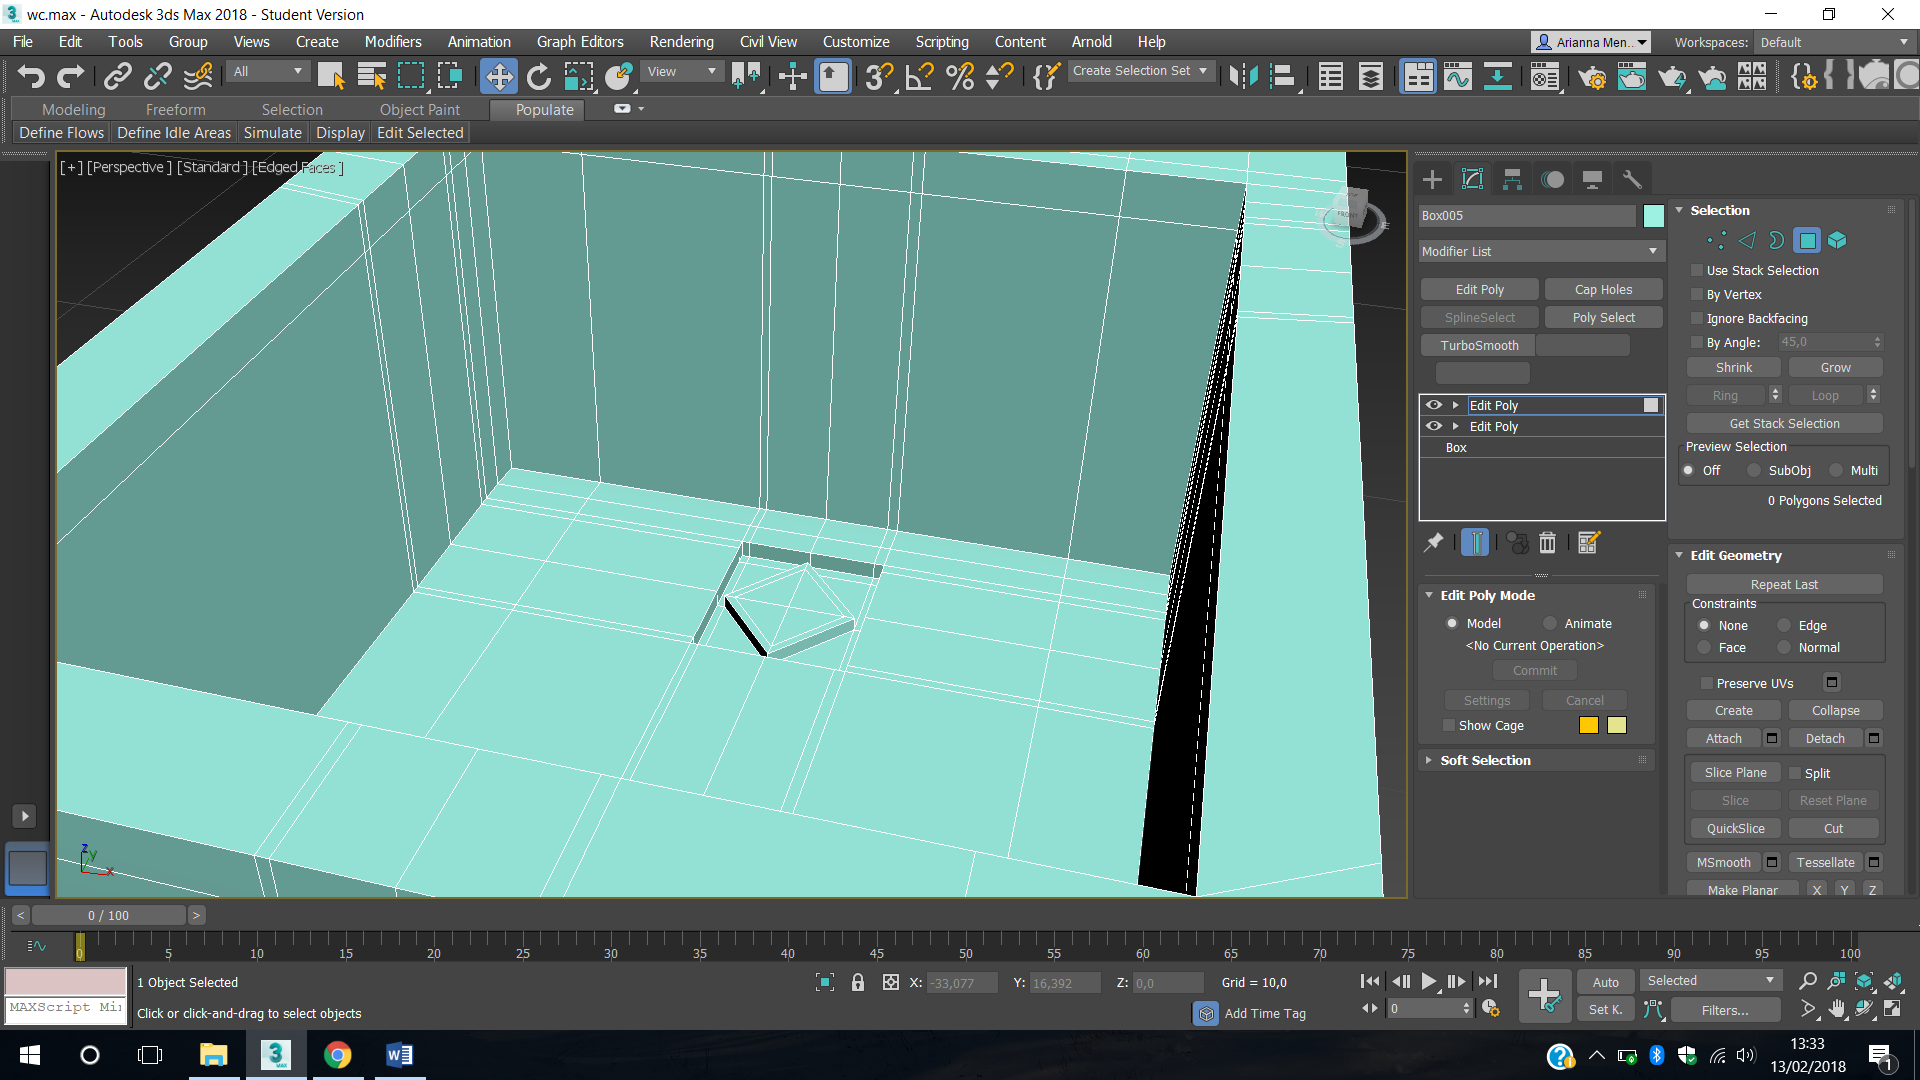 wc.max - Autodesk 3ds Max 2018 - Student Version
File Edit Tools Group Views Create Modifiers Animation Graph Editors Rendering Civil View Customize Scripting Content Arnold Help
Arianna Men... Workspaces: Default
All View Create Selection Set
Modeling Freeform Selection Object Paint Populate
Define Flows Define Idle Areas Simulate Display Edit Selected
[+] [Perspective ] [Standard ] [Edged Faces ]
FRONT
Box005
Modifier List
Edit Poly Cap Holes
SplineSelect Poly Select
TurboSmooth
Edit Poly
Edit Poly
Box
Edit Poly Mode
Model Animate
<No Current Operation>
Commit
Settings Cancel
Show Cage
Soft Selection
Selection
Use Stack Selection
By Vertex
Ignore Backfacing
By Angle: 45,0
Shrink Grow
Ring Loop
Get Stack Selection
Preview Selection
Off SubObj Multi
0 Polygons Selected
Edit Geometry
Repeat Last
Constraints
None Edge
Face Normal
Preserve UVs
Create Collapse
Attach Detach
Slice Plane Split
Slice Reset Plane
QuickSlice Cut
MSmooth Tessellate
Make Planar X Y Z
z y x
< 0 / 100 >
0 5 10 15 20 25 30 35 40 45 50 55 60 65 70 75 80 85 90 95 100
1 Object Selected X: -33,077 Y: 16,392 Z: 0,0 Grid = 10,0 Auto Selected
MAXScript Mi
Click or click-and-drag to select objects Add Time Tag 0 Set K. Filters...
13:33
13/02/2018
1